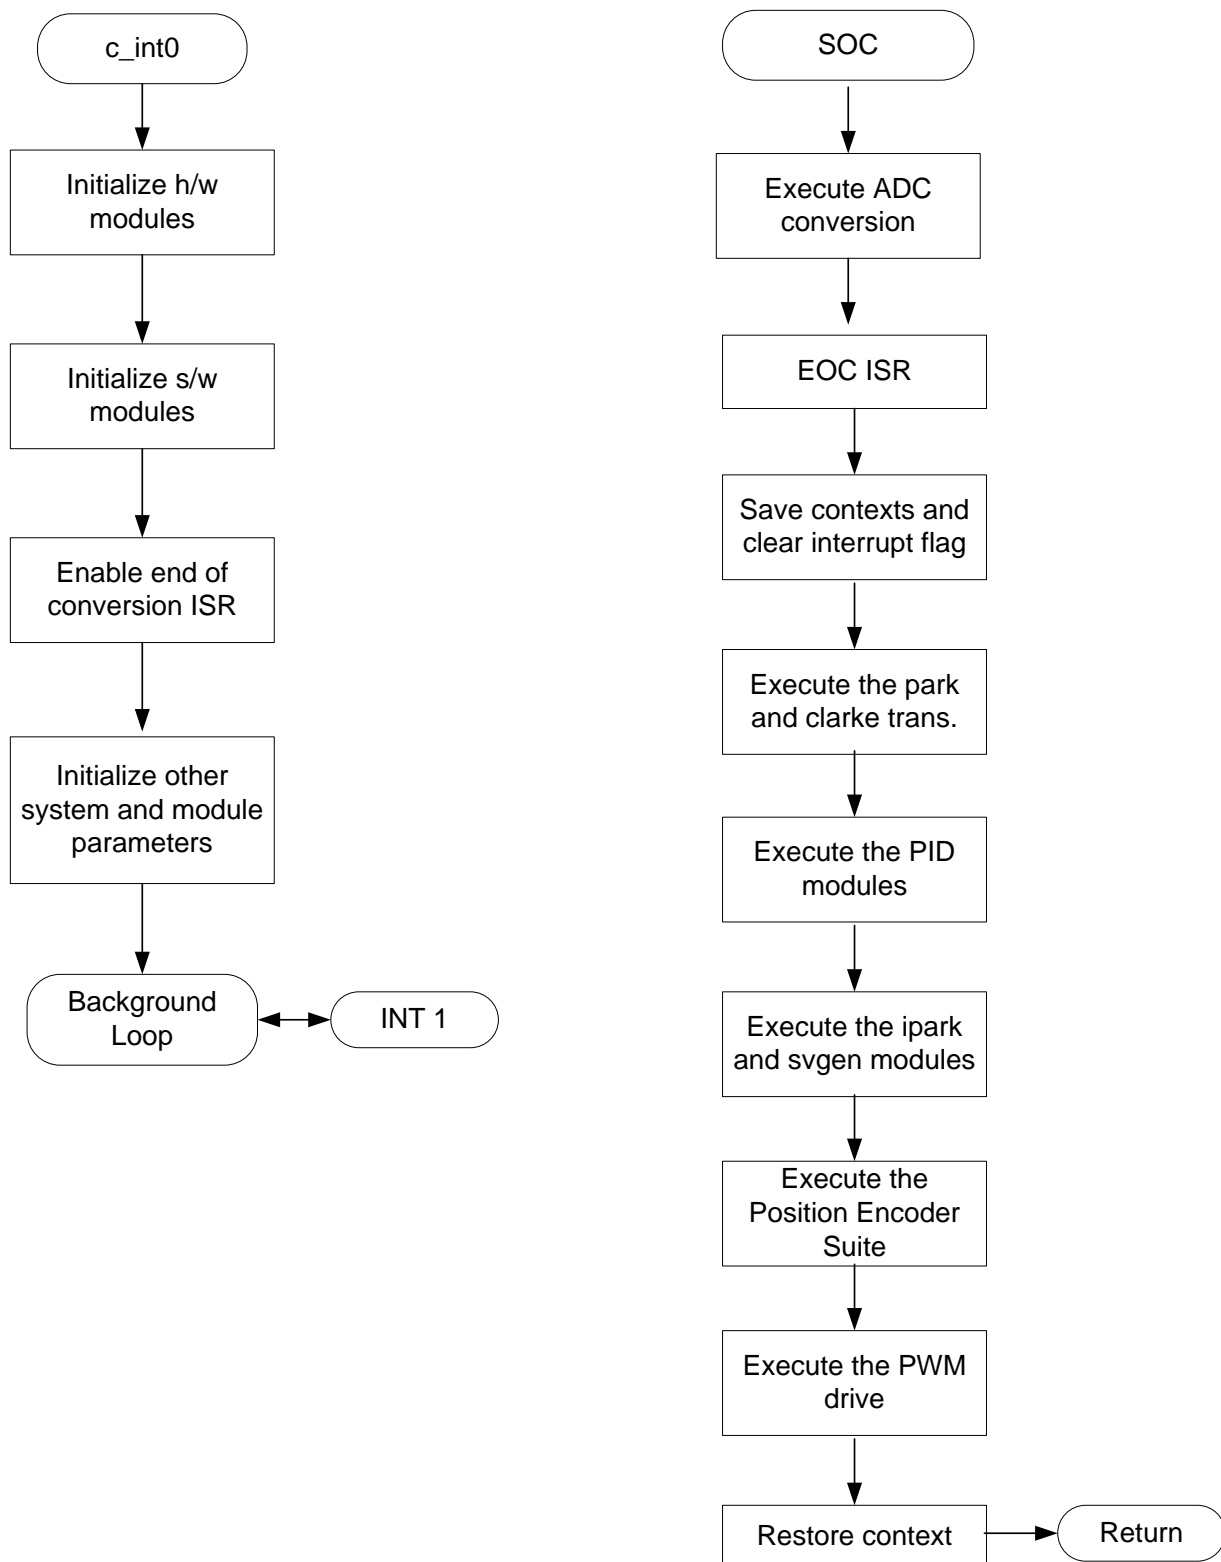 c_int0
Initialize h/w
modules
Initialize s/w
modules
Enable end of
conversion ISR
Initialize other
system and module
parameters
Background
Loop
INT 1
SOC
Execute ADC
conversion
EOC ISR
Save contexts and
clear interrupt flag
Execute the park
and clarke trans.
Execute the PID
modules
Execute the ipark
and svgen modules
Execute the
Position Encoder
Suite
Execute the PWM
drive
Restore context
Return